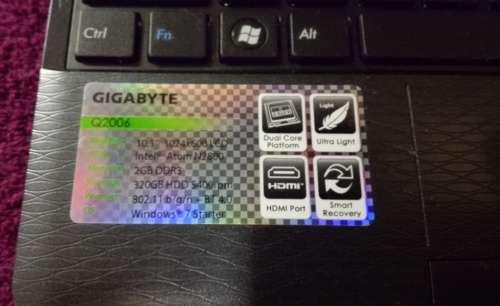 Ctrl
Fn
Alt
GIGABYTE
Q2006
10.1" 1024x600 LCD
Intel® Atom N2800
2GB DDR3
320GB HDD 5400rpm
802.11 b/g/n + BT 4.0
Windows® 7 Starter
Dual Core
Platform
Light
Ultra Light
HDMI
HDMI Port
Smart
Recovery